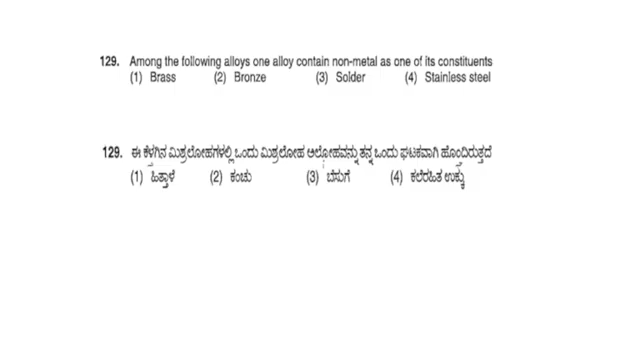 129. Among the following alloys one alloy contain non-metal as one of its constituents
(1) Brass (2) Bronze (3) Solder (4) Stainless steel
129. ಈ ಕೆಳಗಿನ ಮಿಶ್ರಲೋಹಗಳಲ್ಲಿ ಒಂದು ಮಿಶ್ರಲೋಹ ಅಲೋಹವನ್ನು ತನ್ನ ಒಂದು ಘಟಕವಾಗಿ ಹೊಂದಿರುತ್ತದೆ
(1) ಹಿತ್ತಾಳೆ (2) ಕಂಚು (3) ಬೆಸುಗೆ (4) ಕಲೆರಹಿತ ಉಕ್ಕು